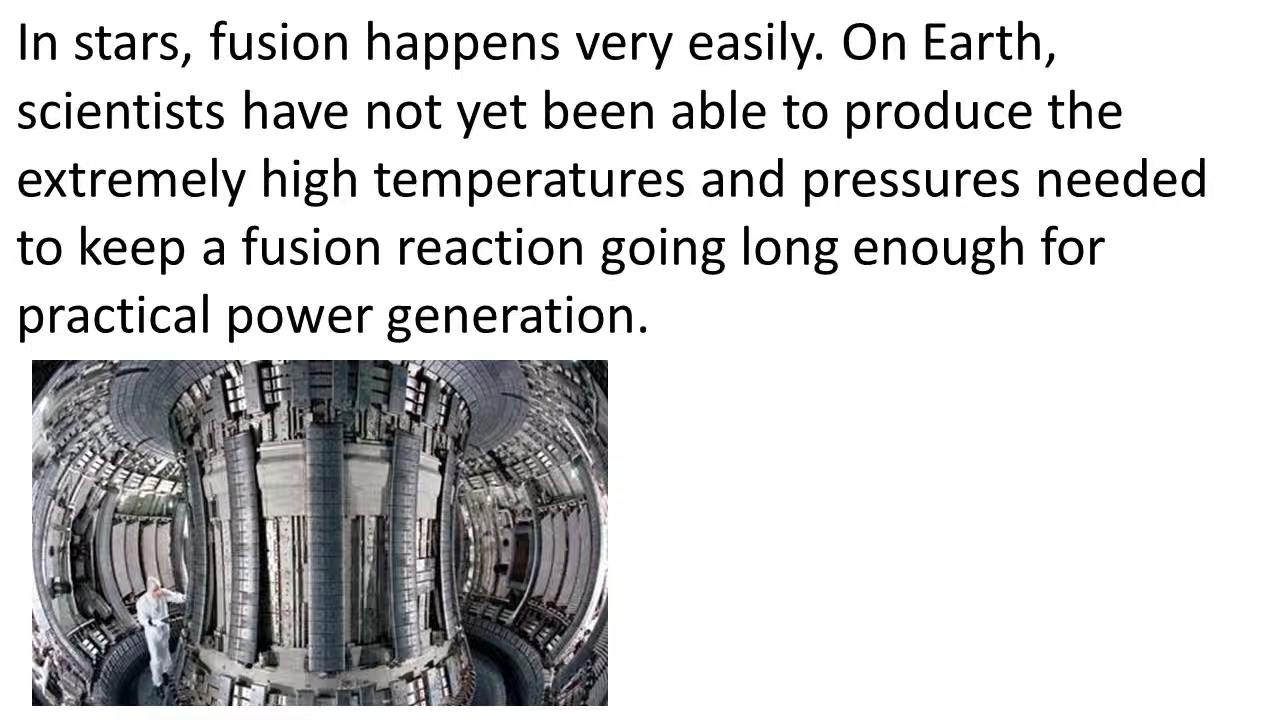 In stars, fusion happens very easily. On Earth,
scientists have not yet been able to produce the
extremely high temperatures and pressures needed
to keep a fusion reaction going long enough for
practical power generation.